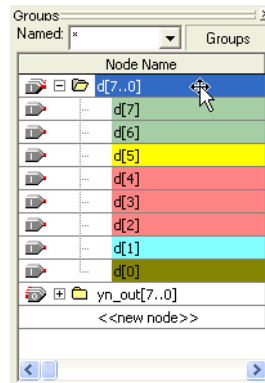 Groups
Named: *
Groups
Node Name
d[7..0]
d[7]
d[6]
d[5]
d[4]
d[3]
d[2]
d[1]
d[0]
yn_out[7..0]
<<new node>>